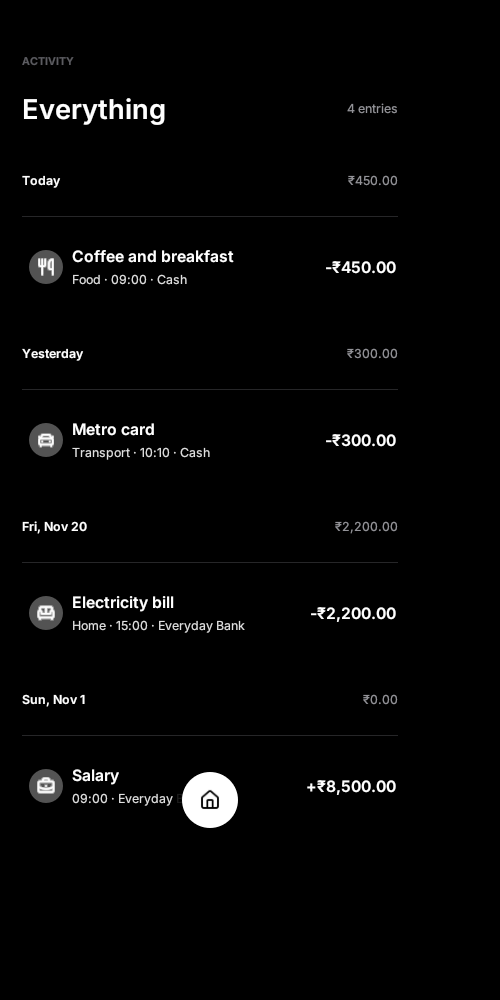 ACTIVITY
Everything
4 entries
Today
₹450.00
Coffee and breakfast
-₹450.00
Food · 09:00 · Cash
Yesterday
₹300.00
Metro card
-₹300.00
Transport · 10:10 · Cash
Fri, Nov 20
₹2,200.00
Electricity bill
-₹2,200.00
Home · 15:00 · Everyday Bank
Sun, Nov 1
₹0.00
Salary
+₹8,500.00
09:00 · Everyday